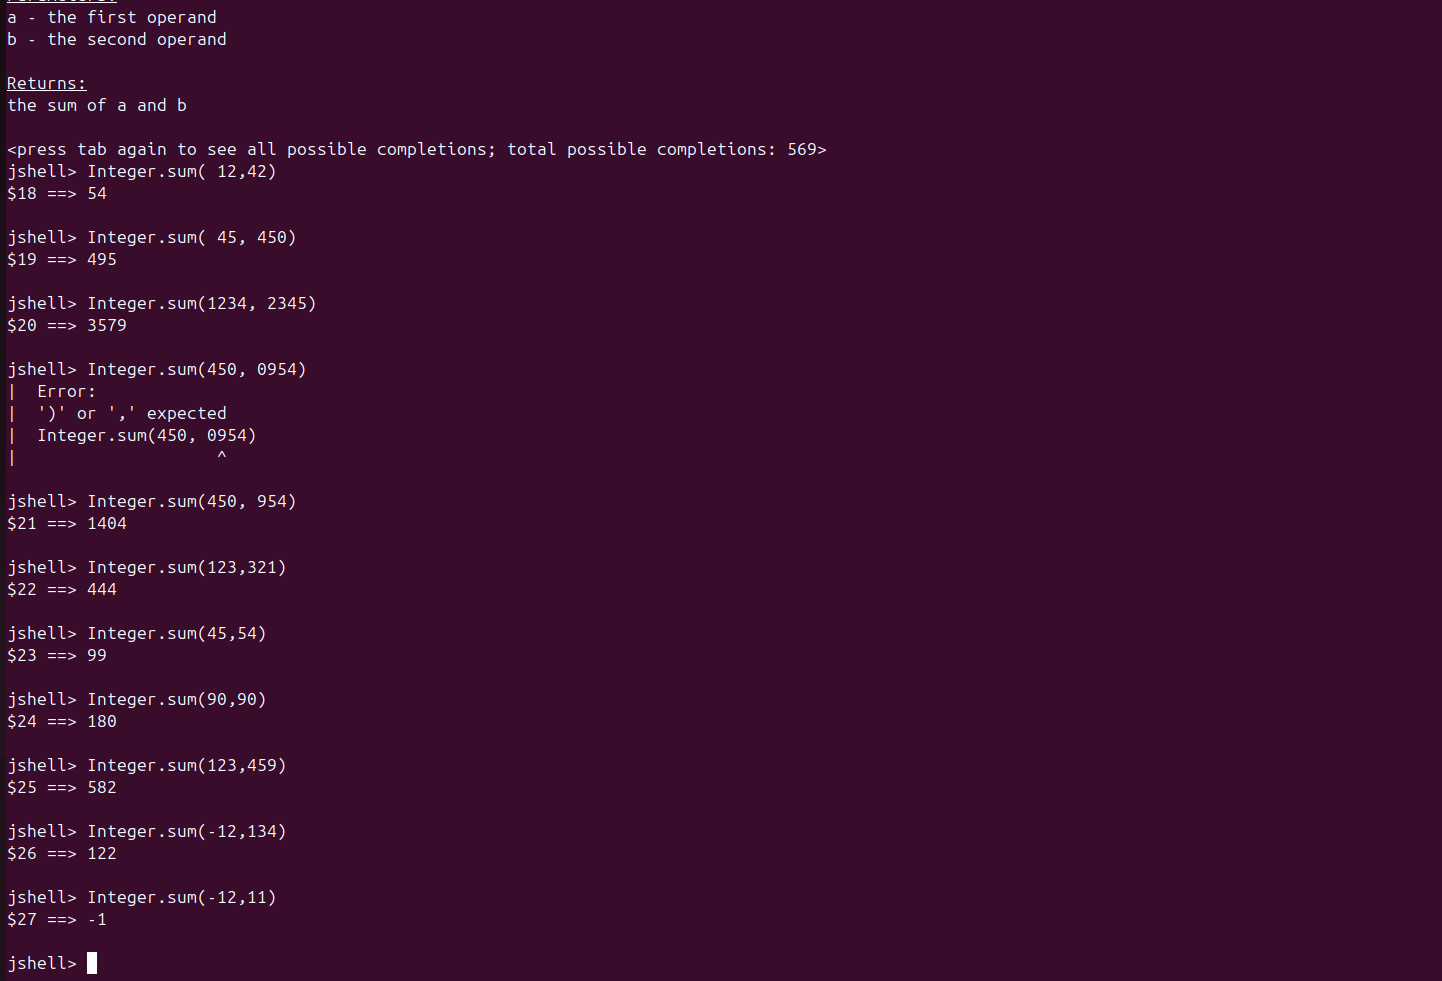 a - the first operand
b - the second operand
Returns:
the sum of a and b
<press tab again to see all possible completions; total possible completions: 569>
jshell> Integer.sum( 12,42)
$18 ==> 54
jshell> Integer.sum( 45, 450)
$19 ==> 495
jshell> Integer.sum(1234, 2345)
$20 ==> 3579
jshell> Integer.sum(450, 0954)
|  Error:
|  ')' or ',' expected
|  Integer.sum(450, 0954)
|                    ^
jshell> Integer.sum(450, 954)
$21 ==> 1404
jshell> Integer.sum(123,321)
$22 ==> 444
jshell> Integer.sum(45,54)
$23 ==> 99
jshell> Integer.sum(90,90)
$24 ==> 180
jshell> Integer.sum(123,459)
$25 ==> 582
jshell> Integer.sum(-12,134)
$26 ==> 122
jshell> Integer.sum(-12,11)
$27 ==> -1
jshell>